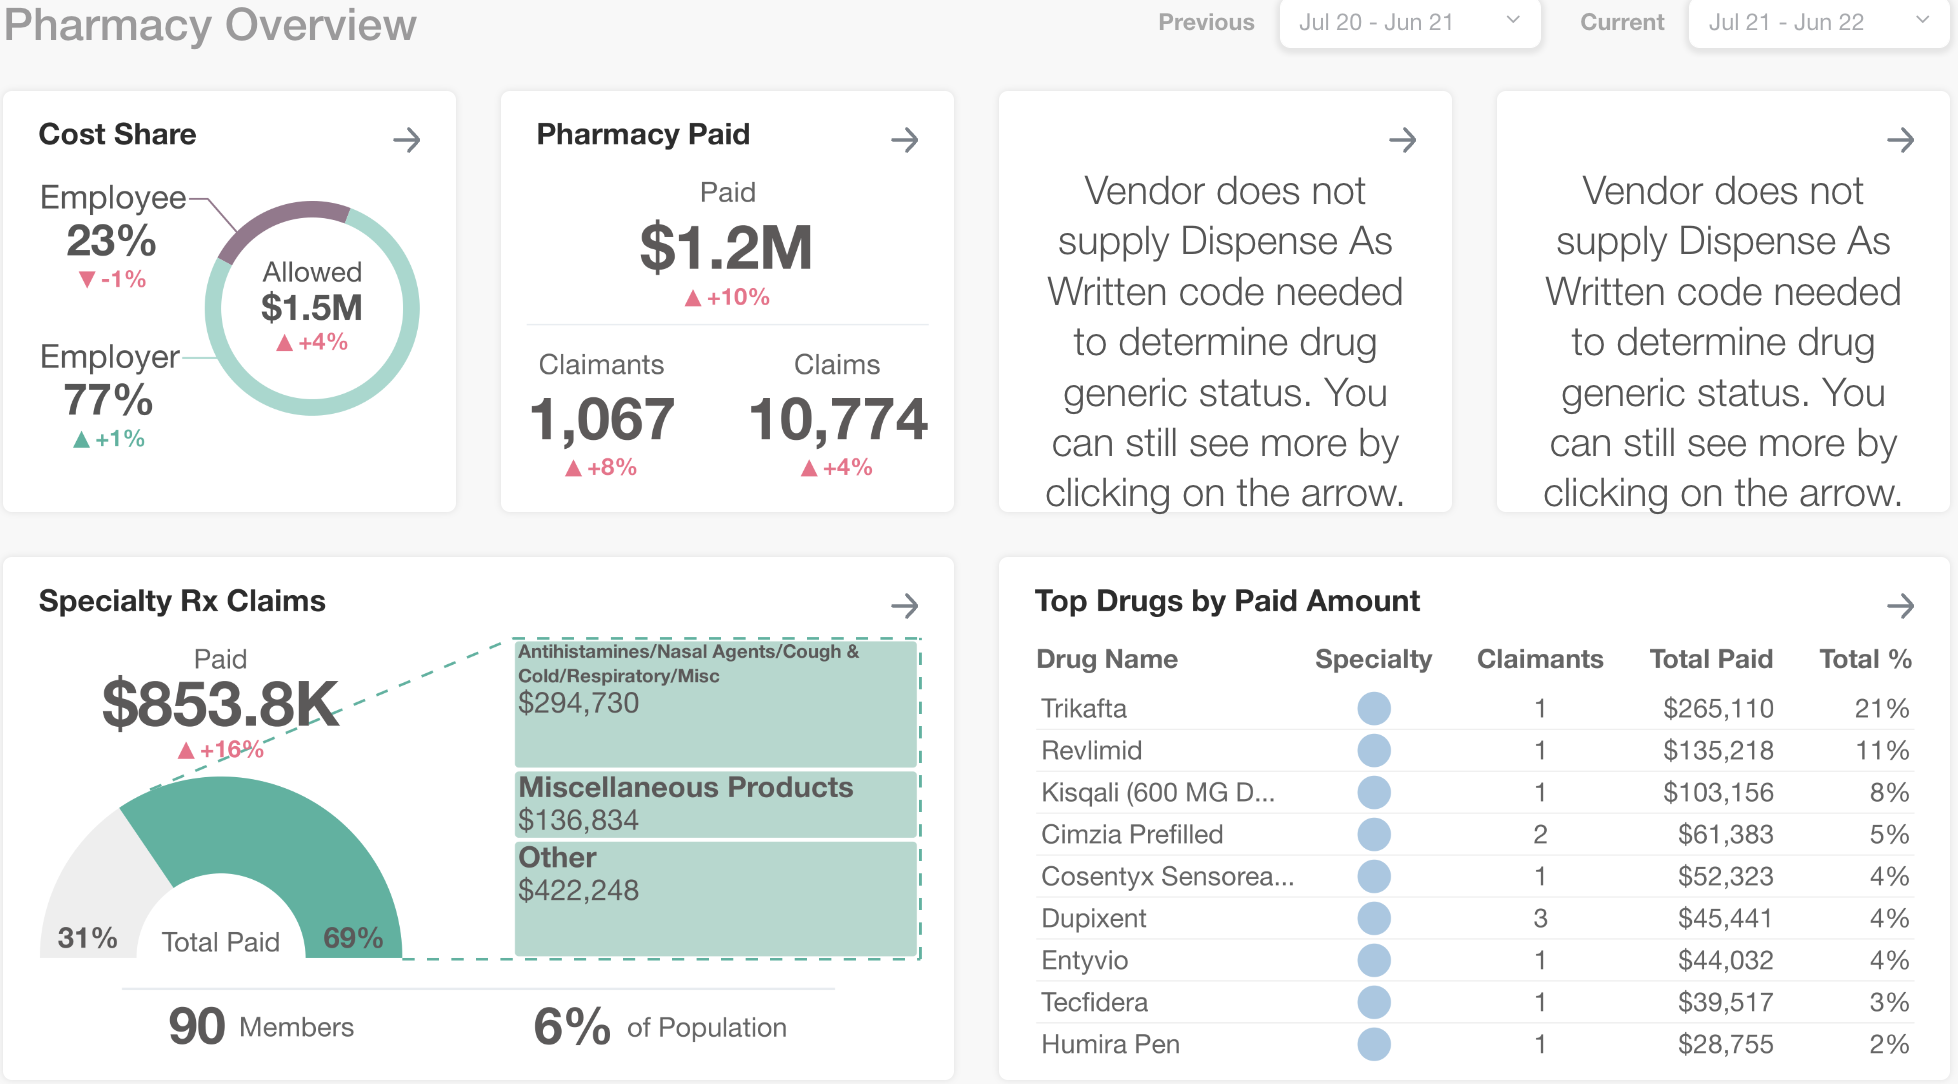 Pharmacy Overview
Previous
Jul 20 - Jun 21
Current
Jul 21 - Jun 22
Cost Share
Employee
23%
▼ -1%
Employer
77%
▲ +1%
Allowed
$1.5M
▲ +4%
Pharmacy Paid
Paid
$1.2M
▲ +10%
Claimants
1,067
▲ +8%
Claims
10,774
▲ +4%
Vendor does not
supply Dispense As
Written code needed
to determine drug
generic status. You
can still see more by
clicking on the arrow.
Vendor does not
supply Dispense As
Written code needed
to determine drug
generic status. You
can still see more by
clicking on the arrow.
Specialty Rx Claims
Paid
$853.8K
▲ +16%
31%
Total Paid
69%
Antihistamines/Nasal Agents/Cough &
Cold/Respiratory/Misc
$294,730
Miscellaneous Products
$136,834
Other
$422,248
90 Members
6% of Population
Top Drugs by Paid Amount
Drug Name Specialty Claimants Total Paid Total %
Trikafta 1 $265,110 21%
Revlimid 1 $135,218 11%
Kisqali (600 MG D... 1 $103,156 8%
Cimzia Prefilled 2 $61,383 5%
Cosentyx Sensorea... 1 $52,323 4%
Dupixent 3 $45,441 4%
Entyvio 1 $44,032 4%
Tecfidera 1 $39,517 3%
Humira Pen 1 $28,755 2%